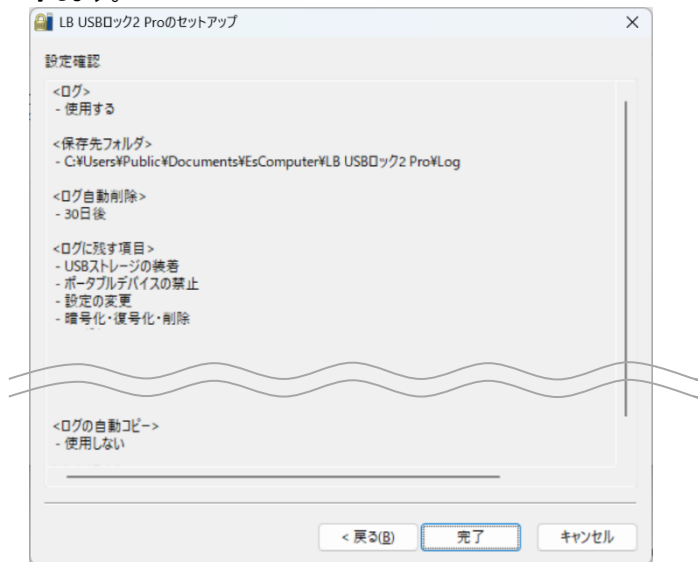 LB USBロック2 Proのセットアップ
設定確認
<ログ>
- 使用する
<保存先フォルダ>
- C:¥Users¥Public¥Documents¥EsComputer¥LB USBロック2 Pro¥Log
<ログ自動削除>
- 30日後
<ログに残す項目>
- USBストレージの装着
- ポータブルデバイスの禁止
- 設定の変更
- 暗号化・復号化・削除
<ログの自動コピー>
- 使用しない
< 戻る(B) 完了 キャンセル